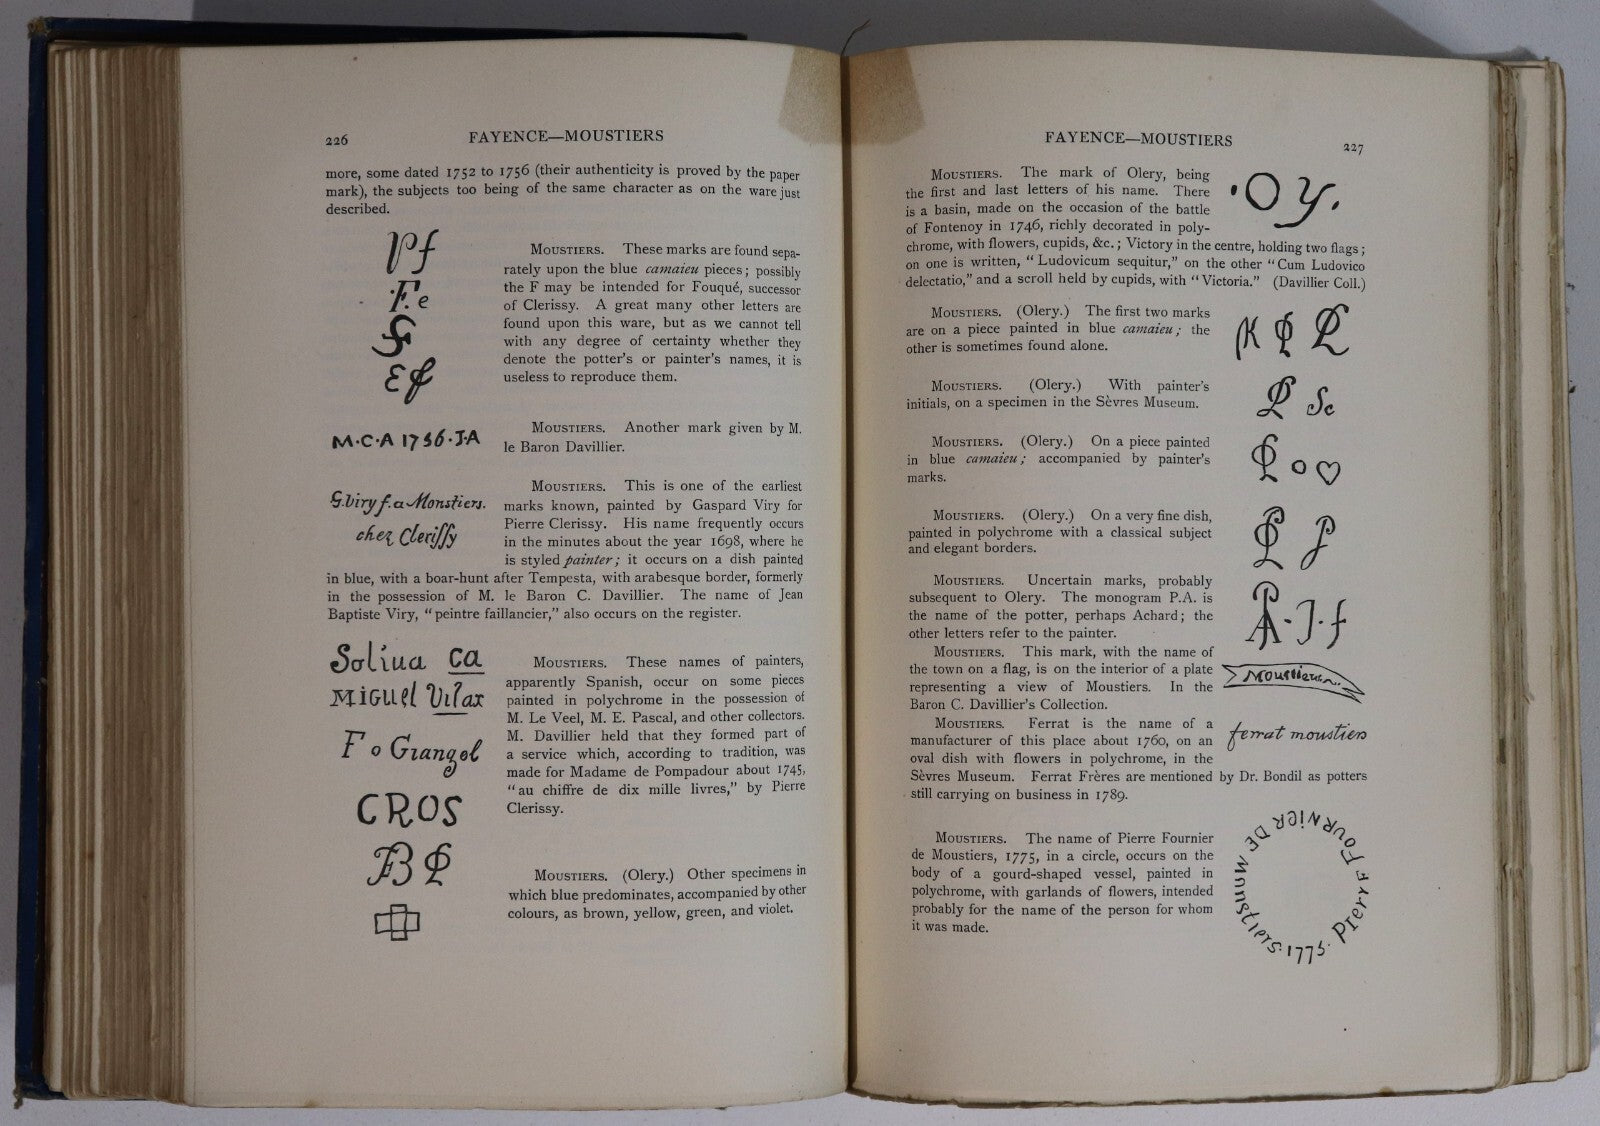 226
FAYENCE—MOUSTIERS
more, some dated 1752 to 1756 (their authenticity is proved by the paper
mark), the subjects too being of the same character as on the ware just
described.
Pf
F.e
MOUSTIERS. These marks are found sepa-
rately upon the blue camaieu pieces; possibly
the F may be intended for Fouqué, successor
of Clerissy. A great many other letters are
found upon this ware, but as we cannot tell
with any degree of certainty whether they
denote the potter's or painter's names, it is
useless to reproduce them.
M·C·A 1756·J·A
MOUSTIERS. Another mark given by M.
le Baron Davillier.
G.viry f. a Moustiers.
chez Cleriſſy
MOUSTIERS. This is one of the earliest
marks known, painted by Gaspard Viry for
Pierre Clerissy. His name frequently occurs
in the minutes about the year 1698, where he
is styled painter; it occurs on a dish painted
in blue, with a boar-hunt after Tempesta, with arabesque border, formerly
in the possession of M. le Baron C. Davillier. The name of Jean
Baptiste Viry, "peintre faillancier," also occurs on the register.
Soliua ca
MIGUEL Vilax
F o Grangel
CROS
MOUSTIERS. These names of painters,
apparently Spanish, occur on some pieces
painted in polychrome in the possession of
M. Le Veel, M. E. Pascal, and other collectors.
M. Davillier held that they formed part of
a service which, according to tradition, was
made for Madame de Pompadour about 1745,
"au chiffre de dix mille livres," by Pierre
Clerissy.
MOUSTIERS. (Olery.) Other specimens in
which blue predominates, accompanied by other
colours, as brown, yellow, green, and violet.
FAYENCE—MOUSTIERS
227
MOUSTIERS. The mark of Olery, being
the first and last letters of his name. There
is a basin, made on the occasion of the battle
of Fontenoy in 1746, richly decorated in poly-
chrome, with flowers, cupids, &c.; Victory in the centre, holding two flags;
on one is written, "Ludovicum sequitur," on the other "Cum Ludovico
delectatio," and a scroll held by cupids, with "Victoria." (Davillier Coll.)
·Oy.
MOUSTIERS. (Olery.) The first two marks
are on a piece painted in blue camaieu; the
other is sometimes found alone.
MOUSTIERS. (Olery.) With painter's
initials, on a specimen in the Sèvres Museum.
Sc
MOUSTIERS. (Olery.) On a piece painted
in blue camaieu; accompanied by painter's
marks.
MOUSTIERS. (Olery.) On a very fine dish,
painted in polychrome with a classical subject
and elegant borders.
MOUSTIERS. Uncertain marks, probably
subsequent to Olery. The monogram P.A. is
the name of the potter, perhaps Achard; the
other letters refer to the painter.
MOUSTIERS. This mark, with the name of
the town on a flag, is on the interior of a plate
representing a view of Moustiers. In the
Baron C. Davillier's Collection.
MOUSTIERS. Ferrat is the name of a
manufacturer of this place about 1760, on an
oval dish with flowers in polychrome, in the
Sèvres Museum. Ferrat Frères are mentioned by Dr. Bondil as potters
still carrying on business in 1789.
ferrat moustiers
MOUSTIERS. The name of Pierre Fournier
de Moustiers, 1775, in a circle, occurs on the
body of a gourd-shaped vessel, painted in
polychrome, with garlands of flowers, intended
probably for the name of the person for whom
it was made.
PIERRE FOURNIER DE MUUSTIERS·1775·